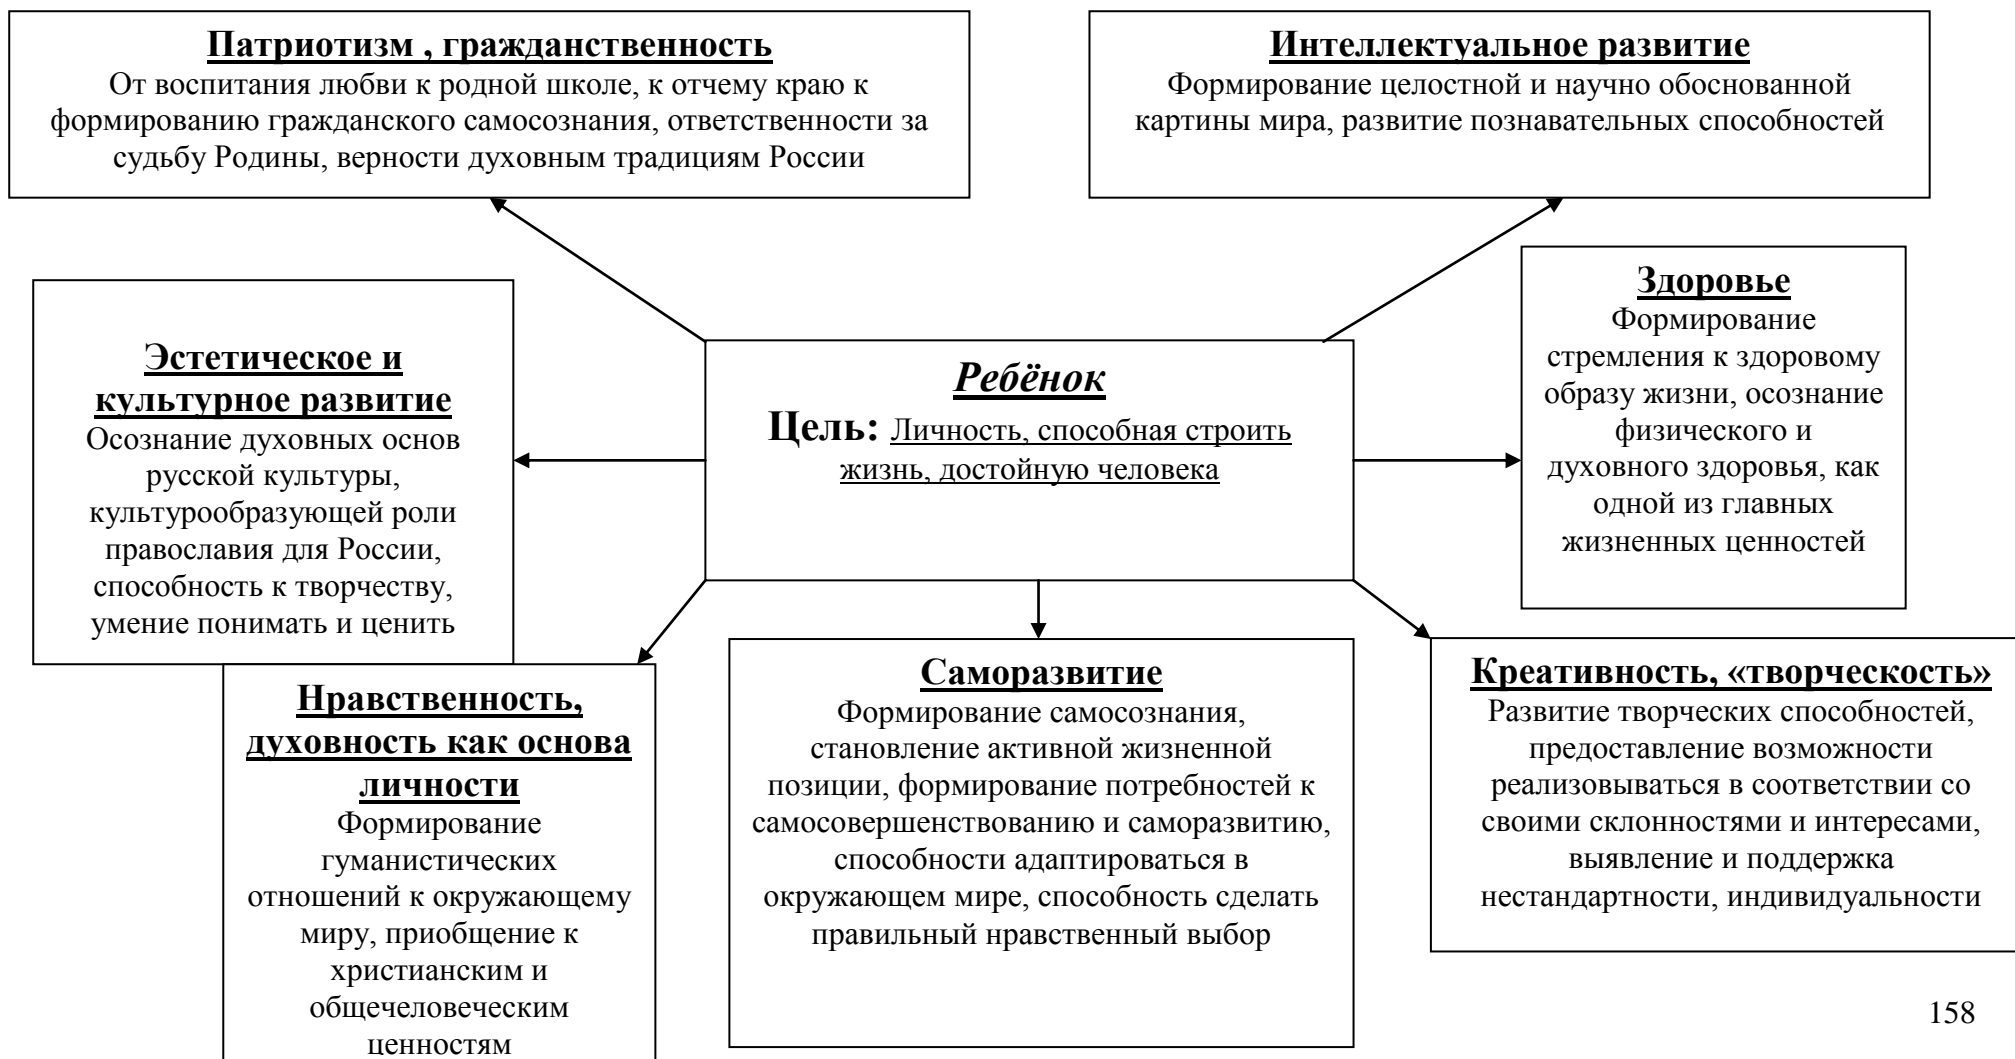 Патриотизм , гражданственность
От воспитания любви к родной школе, к отчему краю к
формированию гражданского самосознания, ответственности за
судьбу Родины, верности духовным традициям России
Интеллектуальное развитие
Формирование целостной и научно обоснованной
картины мира, развитие познавательных способностей
Эстетическое и
культурное развитие
Осознание духовных основ
русской культуры,
культурообразующей роли
православия для России,
способность к творчеству,
умение понимать и ценить
Ребёнок
Цель: Личность, способная строить
жизнь, достойную человека
Здоровье
Формирование
стремления к здоровому
образу жизни, осознание
физического и
духовного здоровья, как
одной из главных
жизненных ценностей
Нравственность,
духовность как основа
личности
Формирование
гуманистических
отношений к окружающему
миру, приобщение к
христианским и
общечеловеческим
ценностям
Саморазвитие
Формирование самосознания,
становление активной жизненной
позиции, формирование потребностей к
самосовершенствованию и саморазвитию,
способности адаптироваться в
окружающем мире, способность сделать
правильный нравственный выбор
Креативность, «творческость»
Развитие творческих способностей,
предоставление возможности
реализовываться в соответствии со
своими склонностями и интересами,
выявление и поддержка
нестандартности, индивидуальности
158